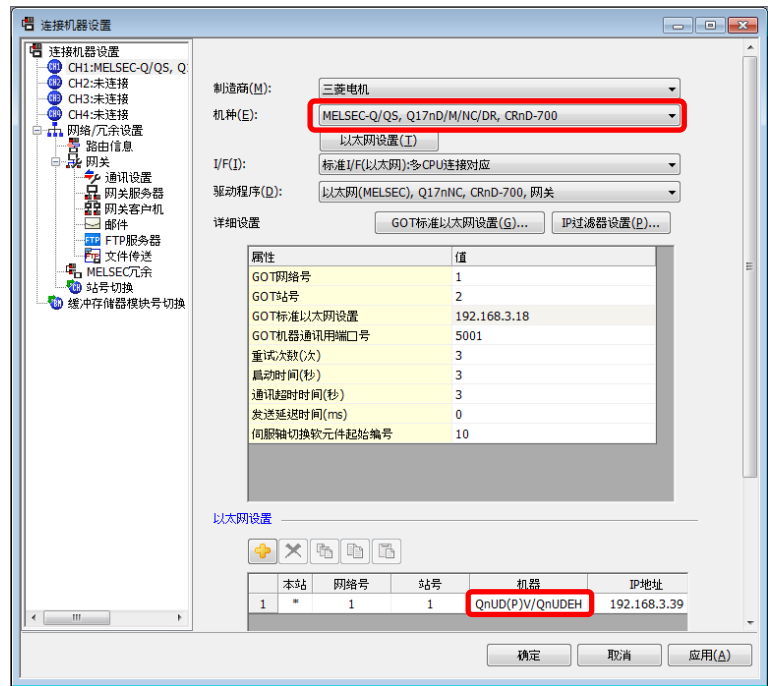 连接机器设置
连接机器设置
CH1:MELSEC-Q/QS, Q
CH2:未连接
CH3:未连接
CH4:未连接
网络/冗余设置
路由信息
网关
通讯设置
网关服务器
网关客户机
邮件
FTP服务器
文件传送
MELSEC冗余
站号切换
缓冲存储器模块号切换
制造商(M): 三菱电机
机种(E): MELSEC-Q/QS, Q17nD/M/NC/DR, CRnD-700
以太网设置(T)
I/F(I): 标准I/F(以太网):多CPU连接对应
驱动程序(D): 以太网(MELSEC), Q17nNC, CRnD-700, 网关
详细设置 GOT标准以太网设置(G)... IP过滤器设置(P)...
属性 值
GOT网络号 1
GOT站号 2
GOT标准以太网设置 192.168.3.18
GOT机器通讯用端口号 5001
重试次数(次) 3
启动时间(秒) 3
通讯超时时间(秒) 3
发送延迟时间(ms) 0
伺服轴切换软元件起始编号 10
以太网设置
本站 网络号 站号 机器 IP地址
1 * 1 1 QnUD(P)V/QnUDEH 192.168.3.39
确定 取消 应用(A)